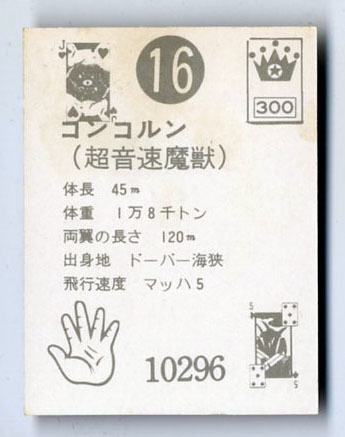 J
16
300
コンコルン
（超音速魔獣）
体長 45m
体重 1万8千トン
両翼の長さ 120m
出身地 ドーバー海狭
飛行速度 マッハ5
10296
5
5